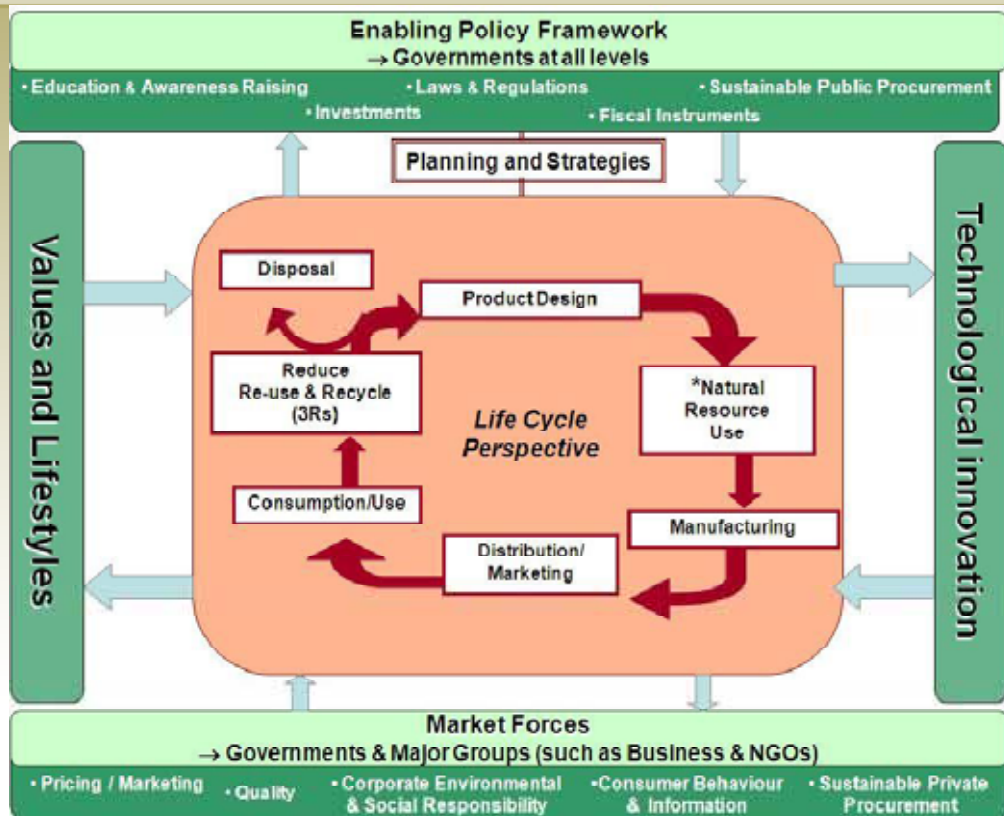 Enabling Policy Framework
→ Governments at all levels
• Education & Awareness Raising • Laws & Regulations • Sustainable Public Procurement
• Investments • Fiscal Instruments
Planning and Strategies
Values and Lifestyles
Technological innovation
Disposal
Product Design
Reduce
Re-use & Recycle
(3Rs)
*Natural
Resource
Use
Life Cycle
Perspective
Consumption/Use
Manufacturing
Distribution/
Marketing
Market Forces
→ Governments & Major Groups (such as Business & NGOs)
• Pricing / Marketing
• Quality
• Corporate Environmental
& Social Responsibility
• Consumer Behaviour
& Information
• Sustainable Private
Procurement